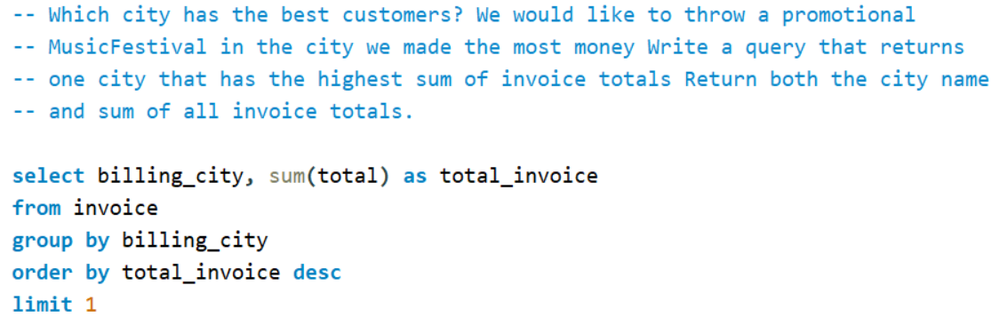 -- Which city has the best customers? We would like to throw a promotional
-- MusicFestival in the city we made the most money Write a query that returns
-- one city that has the highest sum of invoice totals Return both the city name
-- and sum of all invoice totals.
select billing_city, sum(total) as total_invoice
from invoice
group by billing_city
order by total_invoice desc
limit 1